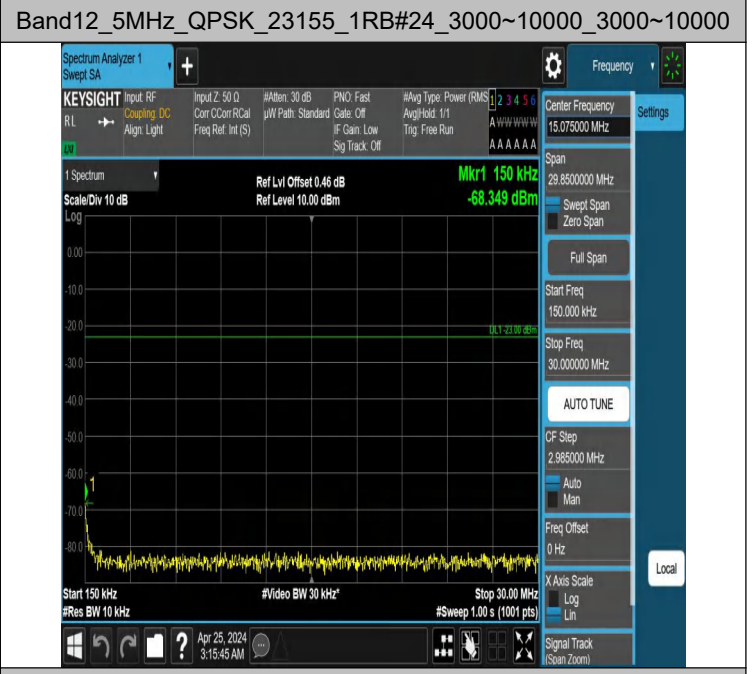 Band12_5MHz_QPSK_23155_1RB#24_3000~10000_3000~10000
Spectrum Analyzer 1
Swept SA
Frequency
KEYSIGHT
RL
Input: RF
Coupling: DC
Align: Light
Input Z: 50 Ω
Corr CCorr RCal
Freq Ref: Int (S)
#Atten: 30 dB
µW Path: Standard
PNO: Fast
Gate: Off
IF Gain: Low
Sig Track: Off
#Avg Type: Power (RMS
Avg|Hold: 1/1
Trig: Free Run
1 2 3 4 5 6
A W W W W W
A A A A A A
LXI
1 Spectrum
Scale/Div 10 dB
Log
Ref Lvl Offset 0.46 dB
Ref Level 10.00 dBm
Mkr1 150 kHz
-68.349 dBm
0.00
-10.0
-20.0
-30.0
-40.0
-50.0
-60.0
-70.0
-80.0
DL1 -23.00 dBm
1
Start 150 kHz
#Res BW 10 kHz
#Video BW 30 kHz*
Stop 30.00 MHz
#Sweep 1.00 s (1001 pts)
Center Frequency
15.075000 MHz
Settings
Span
29.8500000 MHz
Swept Span
Zero Span
Full Span
Start Freq
150.000 kHz
Stop Freq
30.000000 MHz
AUTO TUNE
CF Step
2.985000 MHz
Auto
Man
Freq Offset
0 Hz
X Axis Scale
Log
Lin
Signal Track
(Span Zoom)
Local
Apr 25, 2024
3:15:45 AM